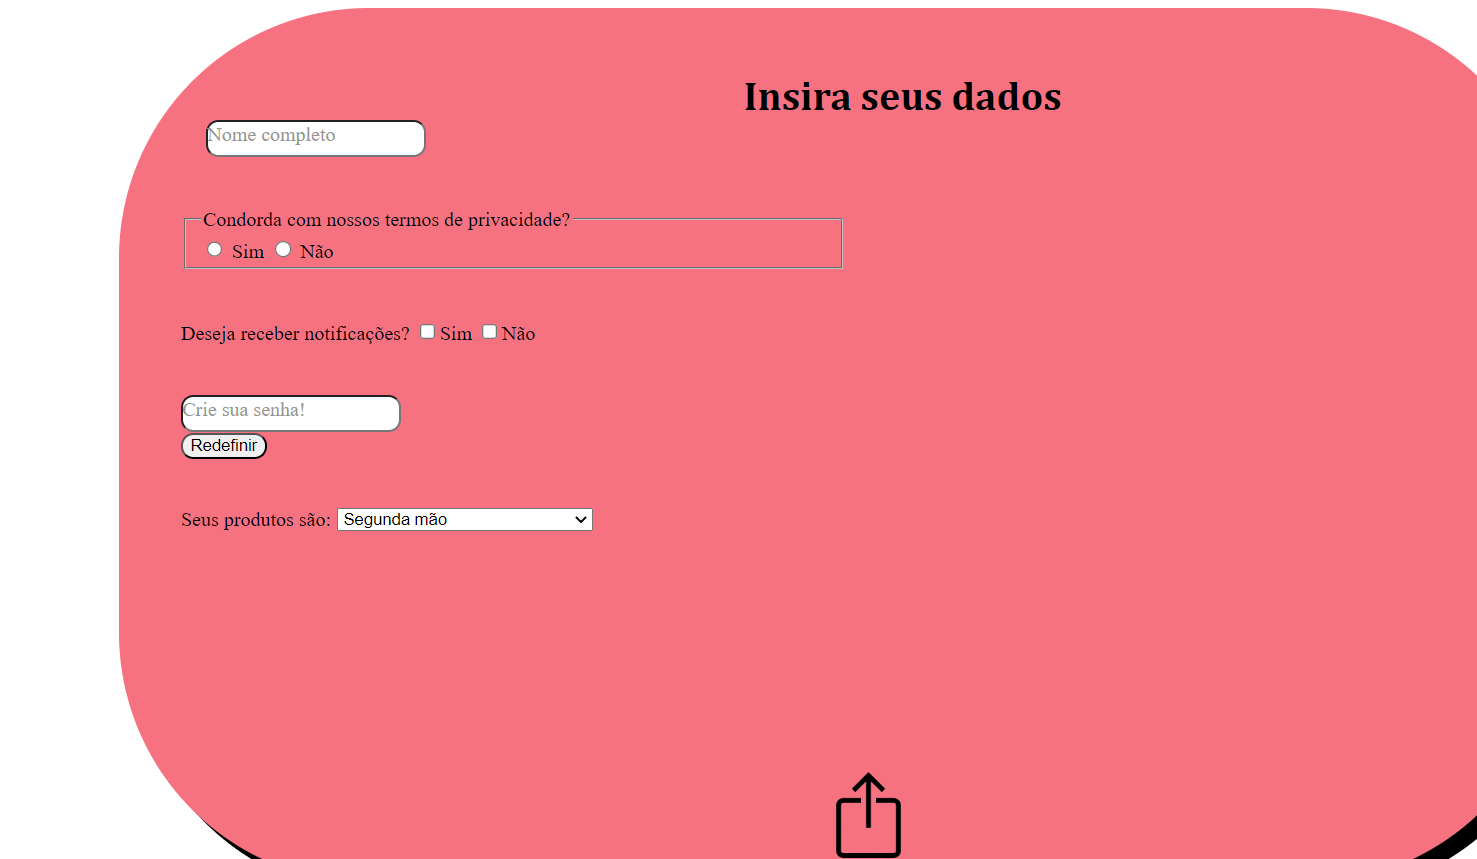 Insira seus dados
Nome completo
Condorda com nossos termos de privacidade?
Sim Não
Deseja receber notificações? Sim Não
Crie sua senha!
Redefinir
Seus produtos são: Segunda mão